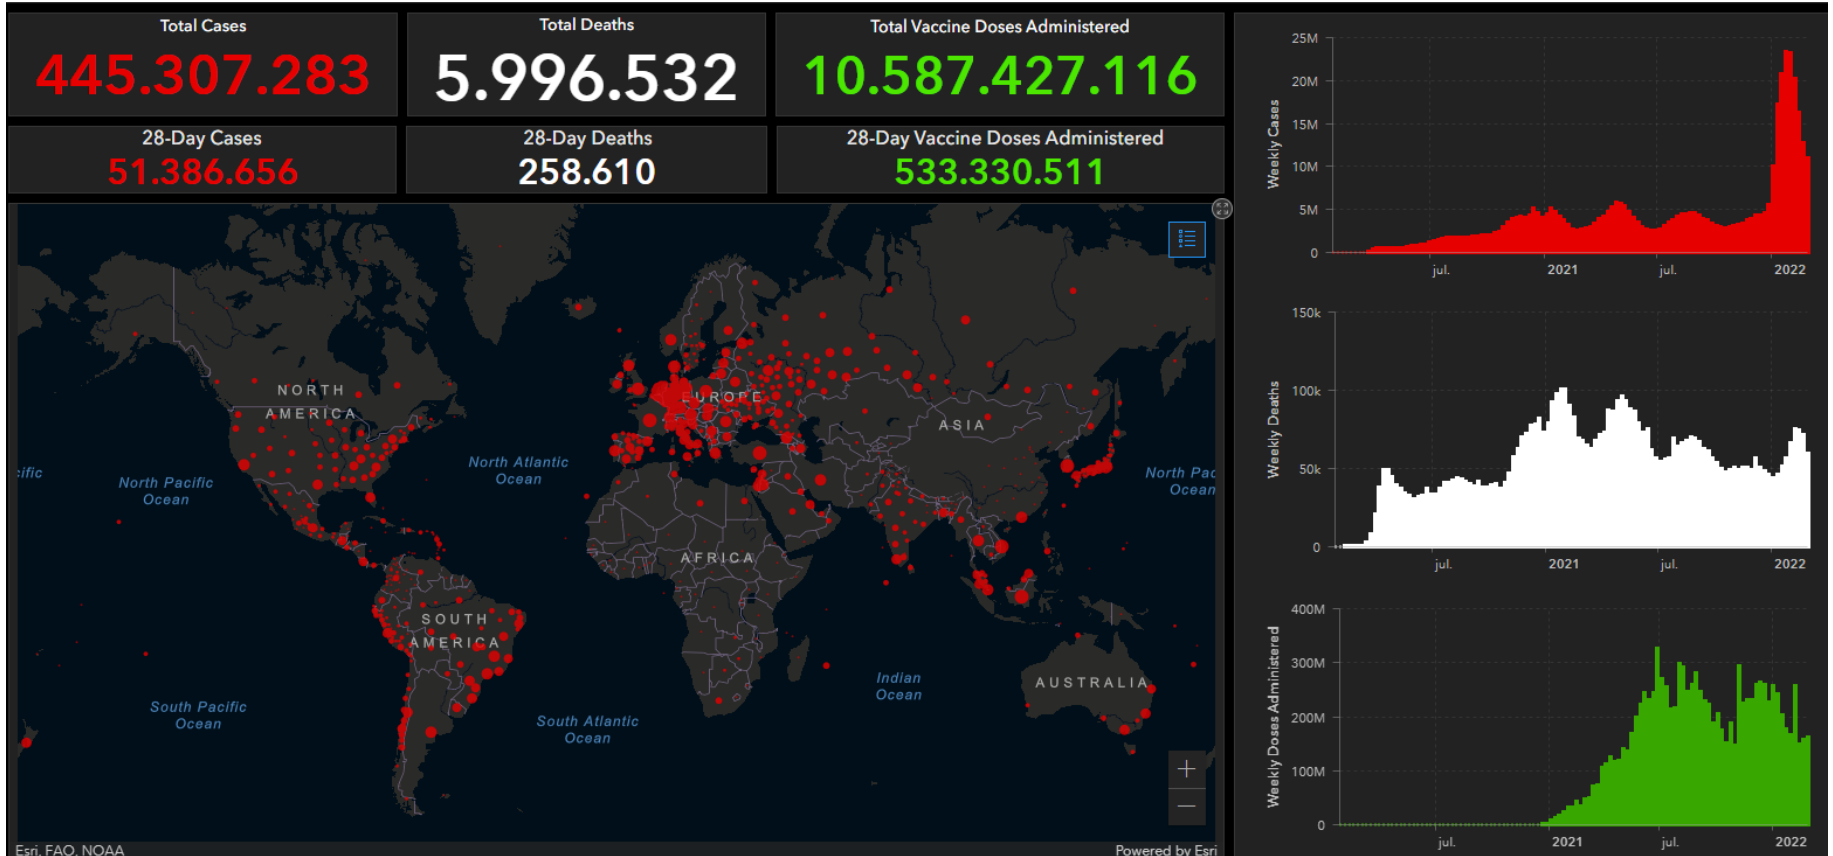 Total Cases
445.307.283
Total Deaths
5.996.532
Total Vaccine Doses Administered
10.587.427.116
28-Day Cases
51.386.656
28-Day Deaths
258.610
28-Day Vaccine Doses Administered
533.330.511
NORTH
AMERICA
EUROPE
ASIA
cific
North Pacific
Ocean
North Atlantic
Ocean
North Pac
Ocean
AFRICA
SOUTH
AMERICA
Indian
Ocean
AUSTRALIA
South Pacific
Ocean
South Atlantic
Ocean
+
−
Esri, FAO, NOAA
Powered by Esri
Weekly Cases
25M
20M
15M
10M
5M
0
jul.
2021
jul.
2022
Weekly Deaths
150k
100k
50k
0
jul.
2021
jul.
2022
Weekly Doses Administered
400M
300M
200M
100M
0
jul.
2021
jul.
2022